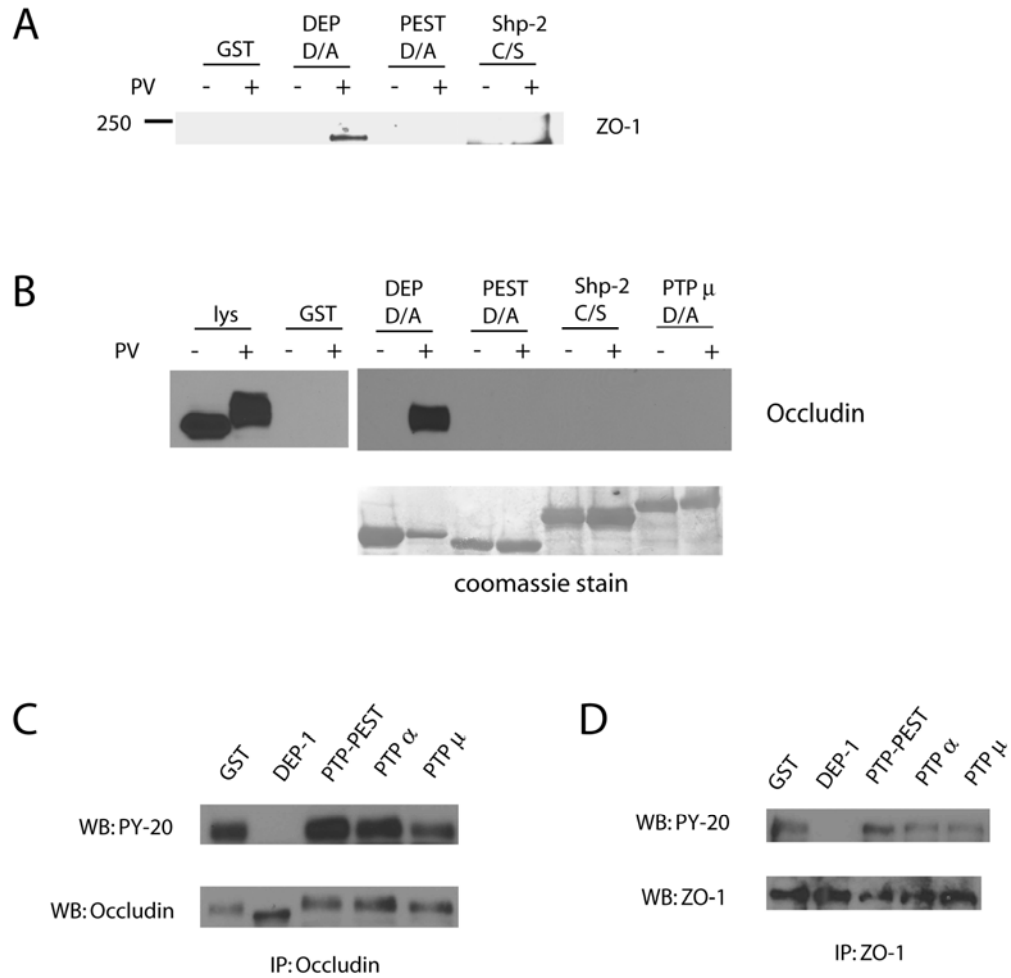 A
GST
DEP D/A
PEST D/A
Shp-2 C/S
PV - + - + - + - +
250
ZO-1
B
lys
GST
DEP D/A
PEST D/A
Shp-2 C/S
PTP μ D/A
PV - + - + - + - + - + - +
Occludin
coomassie stain
C
GST DEP-1 PTP-PEST PTP α PTP μ
WB: PY-20
WB: Occludin
IP: Occludin
D
GST DEP-1 PTP-PEST PTP α PTP μ
WB: PY-20
WB: ZO-1
IP: ZO-1